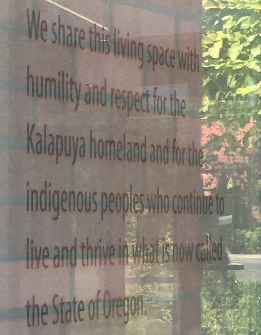 We share this living space with
humility and respect for the
Kalapuya homeland and for the
indigenous peoples who continue to
live and thrive in what is now called
the State of Oregon.